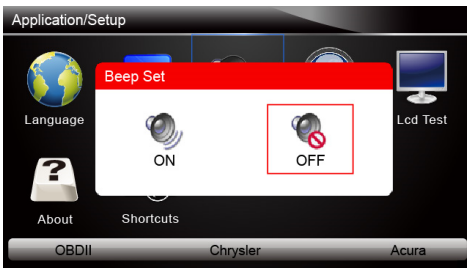 Application/Setup
Beep Set
ON
OFF
Language
Lcd Test
?
About
Shortcuts
OBDII
Chrysler
Acura